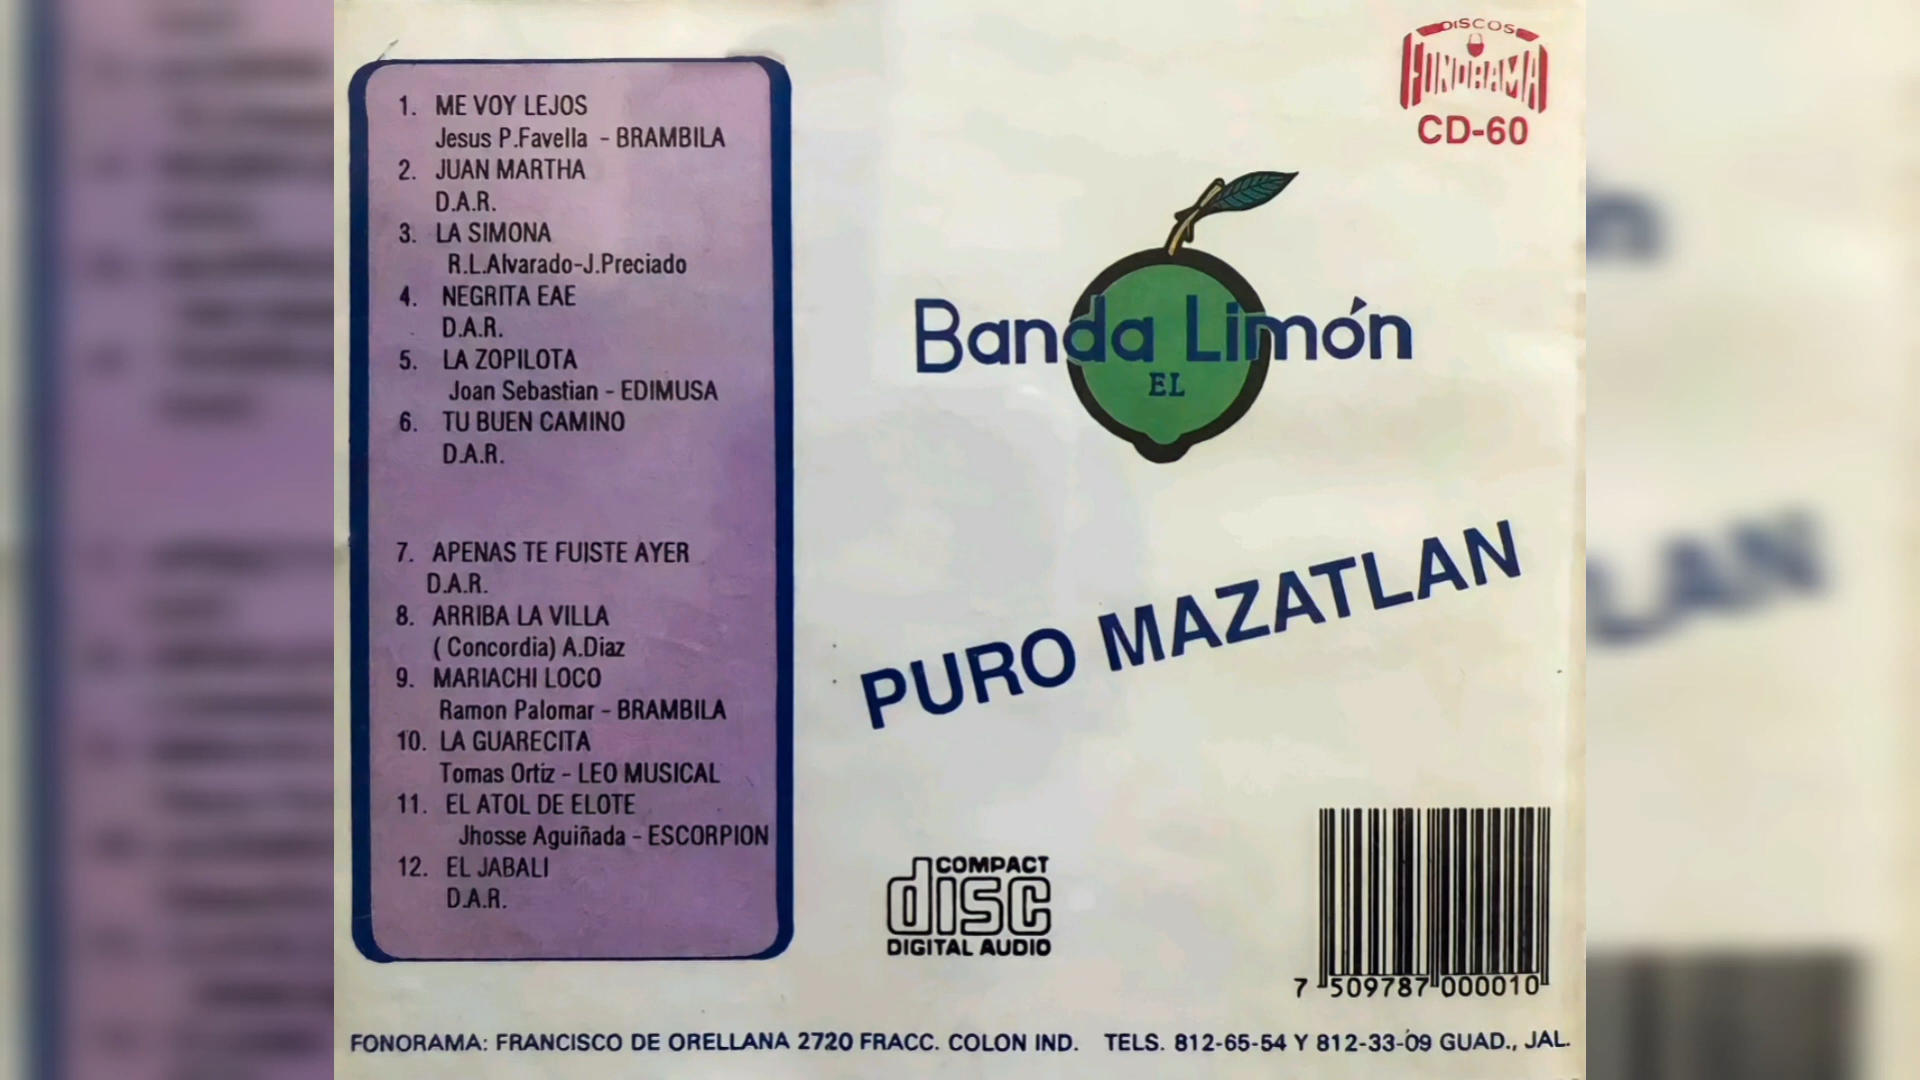 1. ME VOY LEJOS
Jesus P.Favella - BRAMBILA
2. JUAN MARTHA
D.A.R.
3. LA SIMONA
R.L.Alvarado-J.Preciado
4. NEGRITA EAE
D.A.R.
5. LA ZOPILOTA
Joan Sebastian - EDIMUSA
6. TU BUEN CAMINO
D.A.R.
7. APENAS TE FUISTE AYER
D.A.R.
8. ARRIBA LA VILLA
( Concordia) A.Diaz
9. MARIACHI LOCO
Ramon Palomar - BRAMBILA
10. LA GUARECITA
Tomas Ortiz - LEO MUSICAL
11. EL ATOL DE ELOTE
Jhosse Aguiñada - ESCORPION
12. EL JABALI
D.A.R.
DISCOS
FONORAMA
CD-60
Banda Limón
EL
PURO MAZATLAN
COMPACT
disc
DIGITAL AUDIO
7 509787 000010
FONORAMA: FRANCISCO DE ORELLANA 2720 FRACC. COLON IND. TELS. 812-65-54 Y 812-33-09 GUAD., JAL.